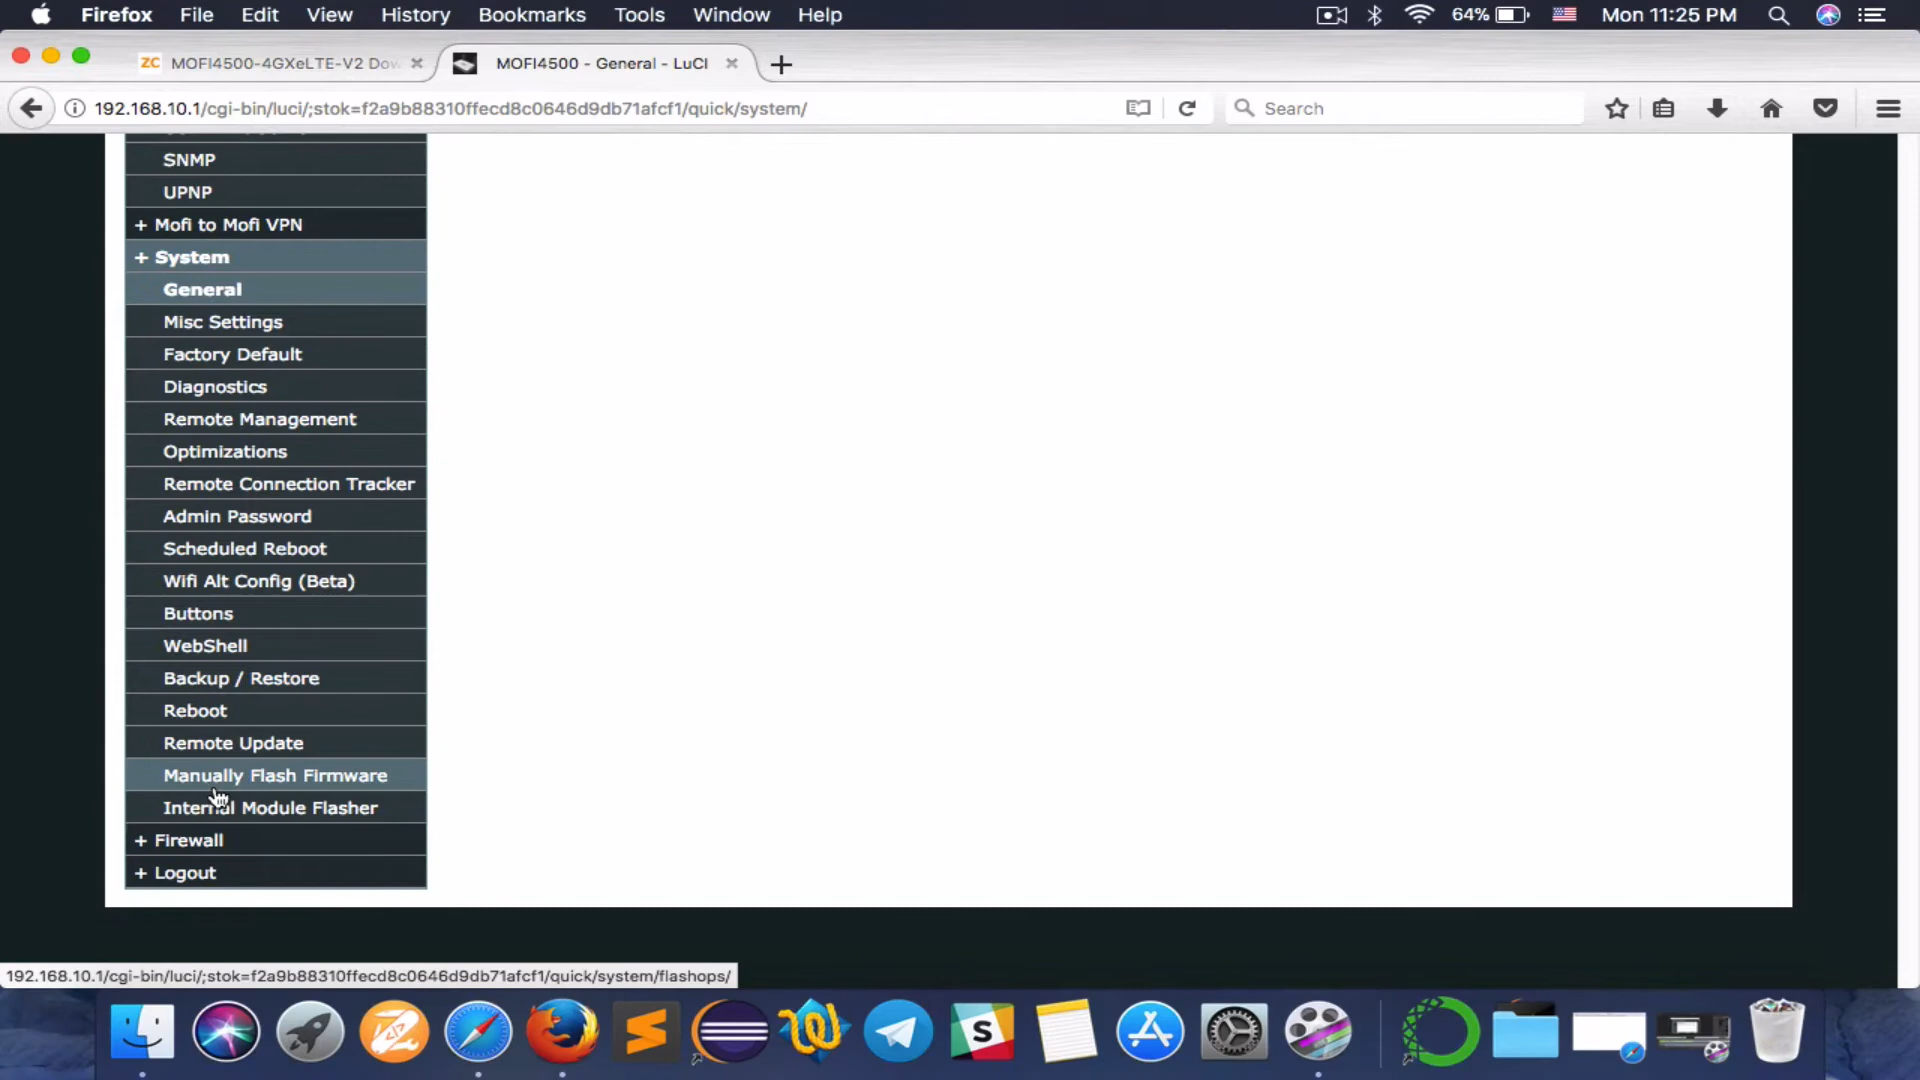 Firefox File Edit View History Bookmarks Tools Window Help 64% Mon 11:25 PM
ZC MOFI4500-4GXeLTE-V2 Dow
MOFI4500 - General - LuCI
192.168.10.1/cgi-bin/luci/;stok=f2a9b88310ffecd8c0646d9db71afcf1/quick/system/
Search
SNMP
UPNP
+ Mofi to Mofi VPN
+ System
General
Misc Settings
Factory Default
Diagnostics
Remote Management
Optimizations
Remote Connection Tracker
Admin Password
Scheduled Reboot
Wifi Alt Config (Beta)
Buttons
WebShell
Backup / Restore
Reboot
Remote Update
Manually Flash Firmware
Internal Module Flasher
+ Firewall
+ Logout
192.168.10.1/cgi-bin/luci/;stok=f2a9b88310ffecd8c0646d9db71afcf1/quick/system/flashops/
S